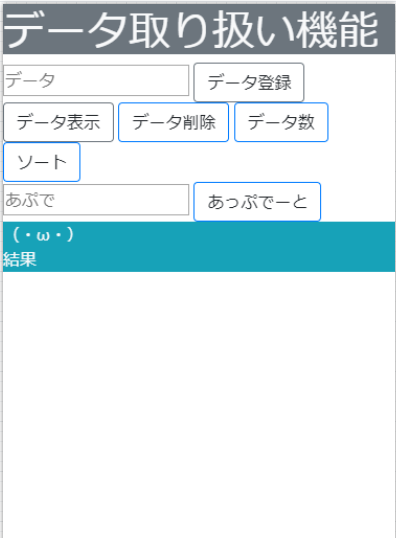 データ取り扱い機能
データ データ登録
データ表示 データ削除 データ数
ソート
あぷで あっぷでーと
(・ω・)
結果